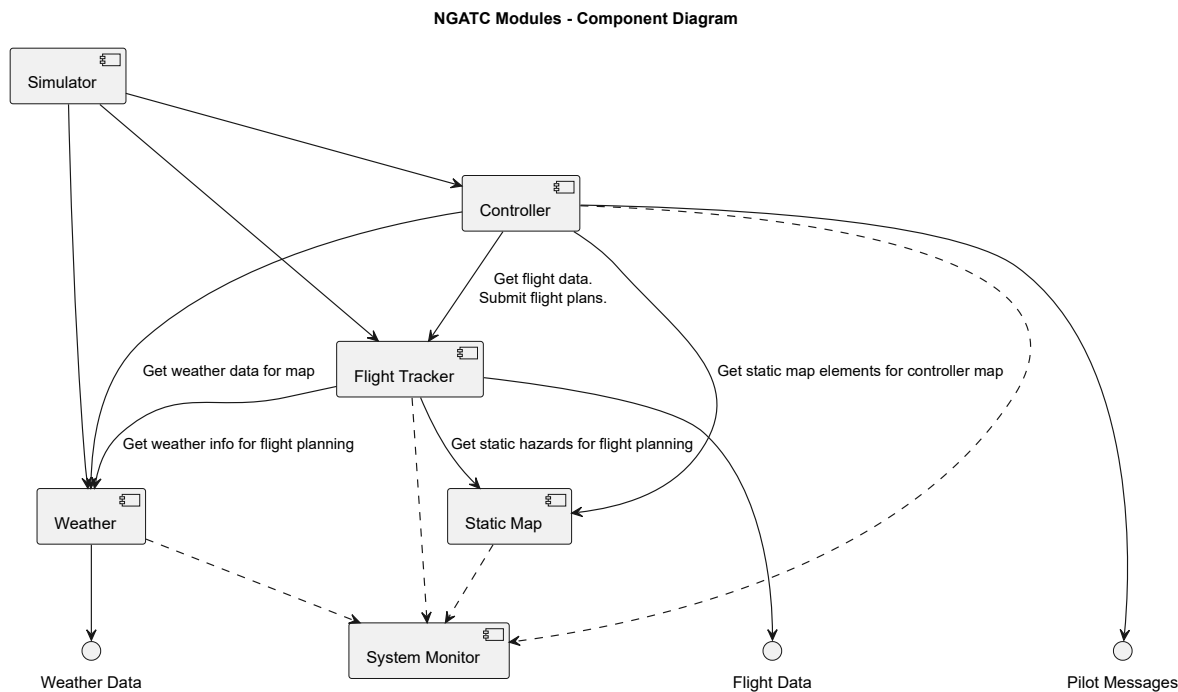 NGATC Modules - Component Diagram
Simulator
Controller
Get flight data.
Submit flight plans.
Get weather data for map
Flight Tracker
Get static map elements for controller map
Get weather info for flight planning
Get static hazards for flight planning
Weather
Static Map
System Monitor
Weather Data
Flight Data
Pilot Messages